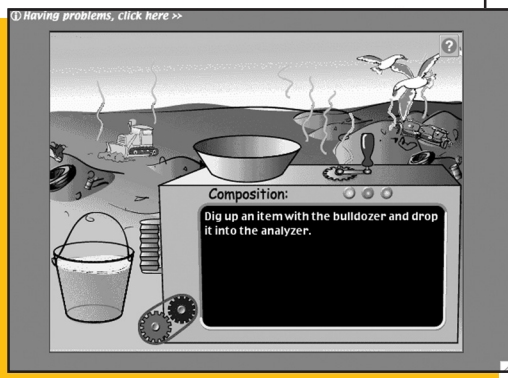 ⓘ Having problems, click here >>
?
Composition:
Dig up an item with the bulldozer and drop
it into the analyzer.